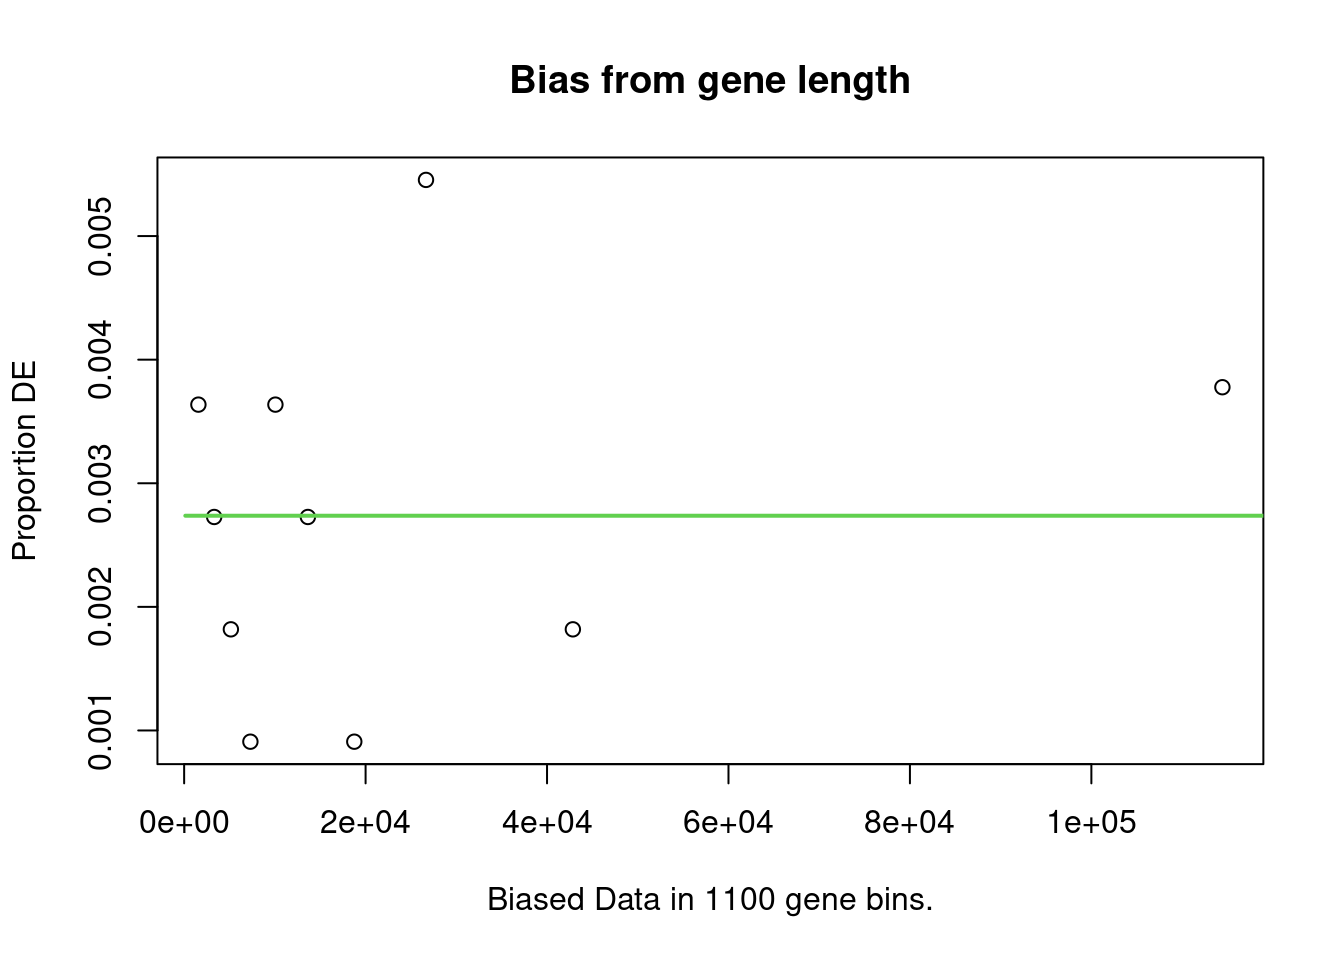 Bias from gene length
Proportion DE
0.005
0.004
0.003
0.002
0.001
0e+00 2e+04 4e+04 6e+04 8e+04 1e+05
Biased Data in 1100 gene bins.